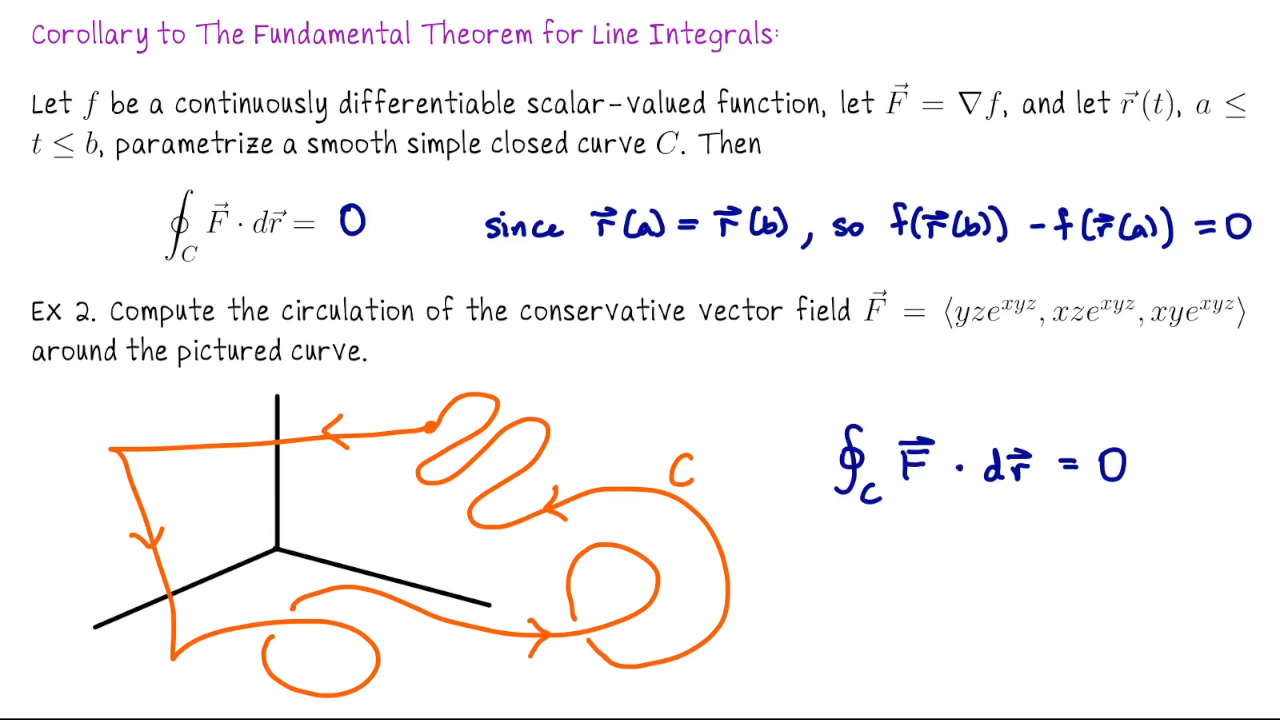 Corollary to The Fundamental Theorem for Line Integrals:
Let f be a continuously differentiable scalar-valued function, let F⃗ = ∇f, and let r⃗(t), a ≤
t ≤ b, parametrize a smooth simple closed curve C. Then
∮_C F⃗ · dr⃗ = 0 since r⃗(a) = r⃗(b), so f(r⃗(b)) - f(r⃗(a)) = 0
Ex 2. Compute the circulation of the conservative vector field F⃗ = ⟨yze^{xyz}, xze^{xyz}, xye^{xyz}⟩
around the pictured curve.
C
∮_C F⃗ · dr⃗ = 0